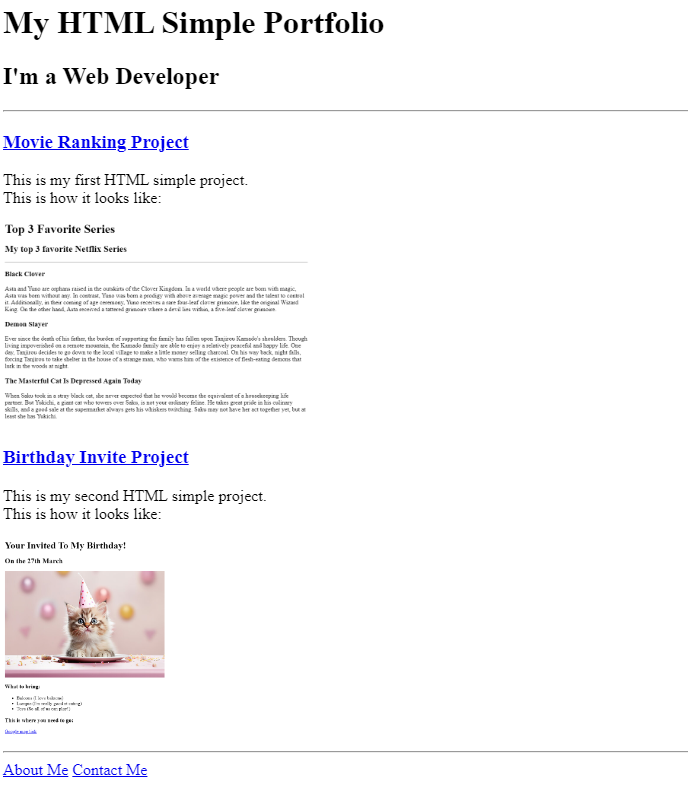 My HTML Simple Portfolio
I'm a Web Developer
Movie Ranking Project
This is my first HTML simple project.
This is how it looks like:
Top 3 Favorite Series
My top 3 favorite Netflix Series
Black Clover
Asta and Yuno are orphans raised in the outskirts of the Clover Kingdom. In a world where people are born with magic,
Asta was born without any. In contrast, Yuno was born a prodigy with above average magic power and the talent to control
it. Additionally, in their coming of age ceremony, Yuno receives a rare four-leaf clover grimoire, like the original Wizard
King. On the other hand, Asta received a tattered grimoire where a devil lies within, a five-leaf clover grimoire.
Demon Slayer
Ever since the death of his father, the burden of supporting the family has fallen upon Tanjirou Kamado's shoulders. Though
living impoverished on a remote mountain, the Kamado family are able to enjoy a relatively peaceful and happy life. One
day, Tanjirou decides to go down to the local village to make a little money selling charcoal. On his way back, night falls,
forcing Tanjirou to take shelter in the house of a strange man, who warns him of the existence of flesh-eating demons that
lurk in the woods at night.
The Masterful Cat Is Depressed Again Today
When Saku took in a stray black cat, she never expected that he would become the equivalent of a housekeeping life
partner. But Yukichi, a giant cat who towers over Saku, is not your ordinary feline. He takes great pride in his culinary
skills, and a good sale at the supermarket always gets his whiskers twitching. Saku may not have her act together yet, but at
least she has Yukichi.
Birthday Invite Project
This is my second HTML simple project.
This is how it looks like:
Your Invited To My Birthday!
On the 27th March
What to bring:
(I love baloons)
(I'm really good at eating)
This is where you need to go:
Google map link
About Me Contact Me